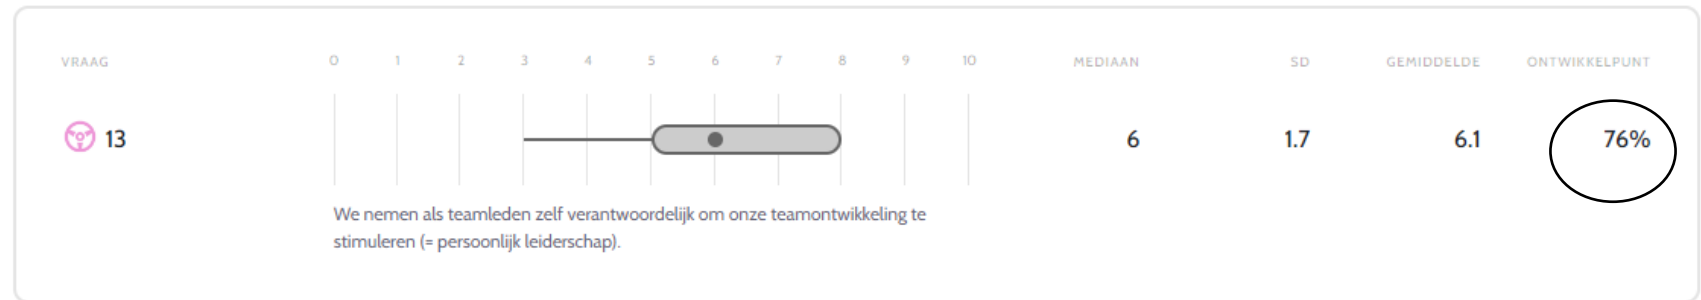 VRAAG 0 1 2 3 4 5 6 7 8 9 10 MEDIAAN SD GEMIDDELDE ONTWIKKELPUNT
13 6 1.7 6.1 76%
We nemen als teamleden zelf verantwoordelijk om onze teamontwikkeling te
stimuleren (= persoonlijk leiderschap).